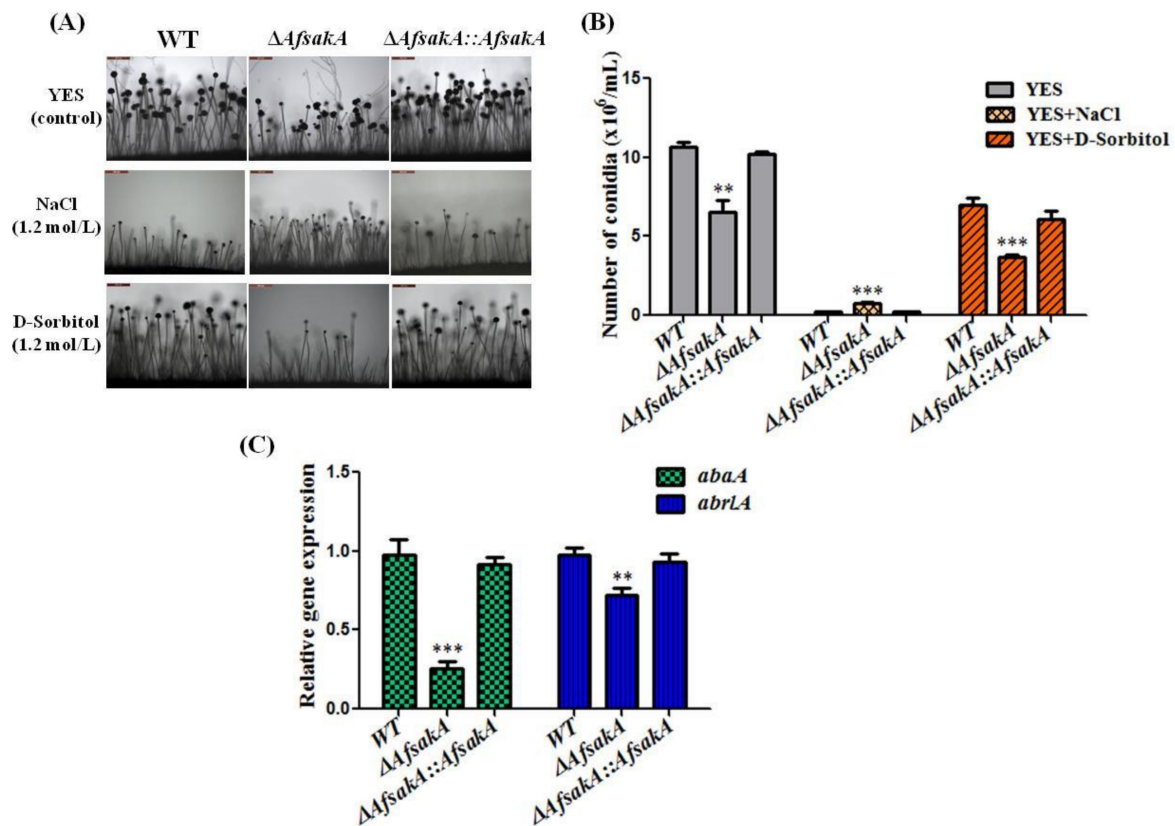 (A)
WT
ΔAfsakA
ΔAfsakA::AfsakA
YES
(control)
NaCl
(1.2 mol/L)
D-Sorbitol
(1.2 mol/L)
(B)
Number of conidia (x10⁶/mL)
15
10
5
0
YES
YES+NaCl
YES+D-Sorbitol
**
***
***
WT
ΔAfsakA
ΔAfsakA::AfsakA
WT
ΔAfsakA
ΔAfsakA::AfsakA
WT
ΔAfsakA
ΔAfsakA::AfsakA
(C)
Relative gene expression
1.5
1.0
0.5
0.0
abaA
abrlA
***
**
WT
ΔAfsakA
ΔAfsakA::AfsakA
WT
ΔAfsakA
ΔAfsakA::AfsakA